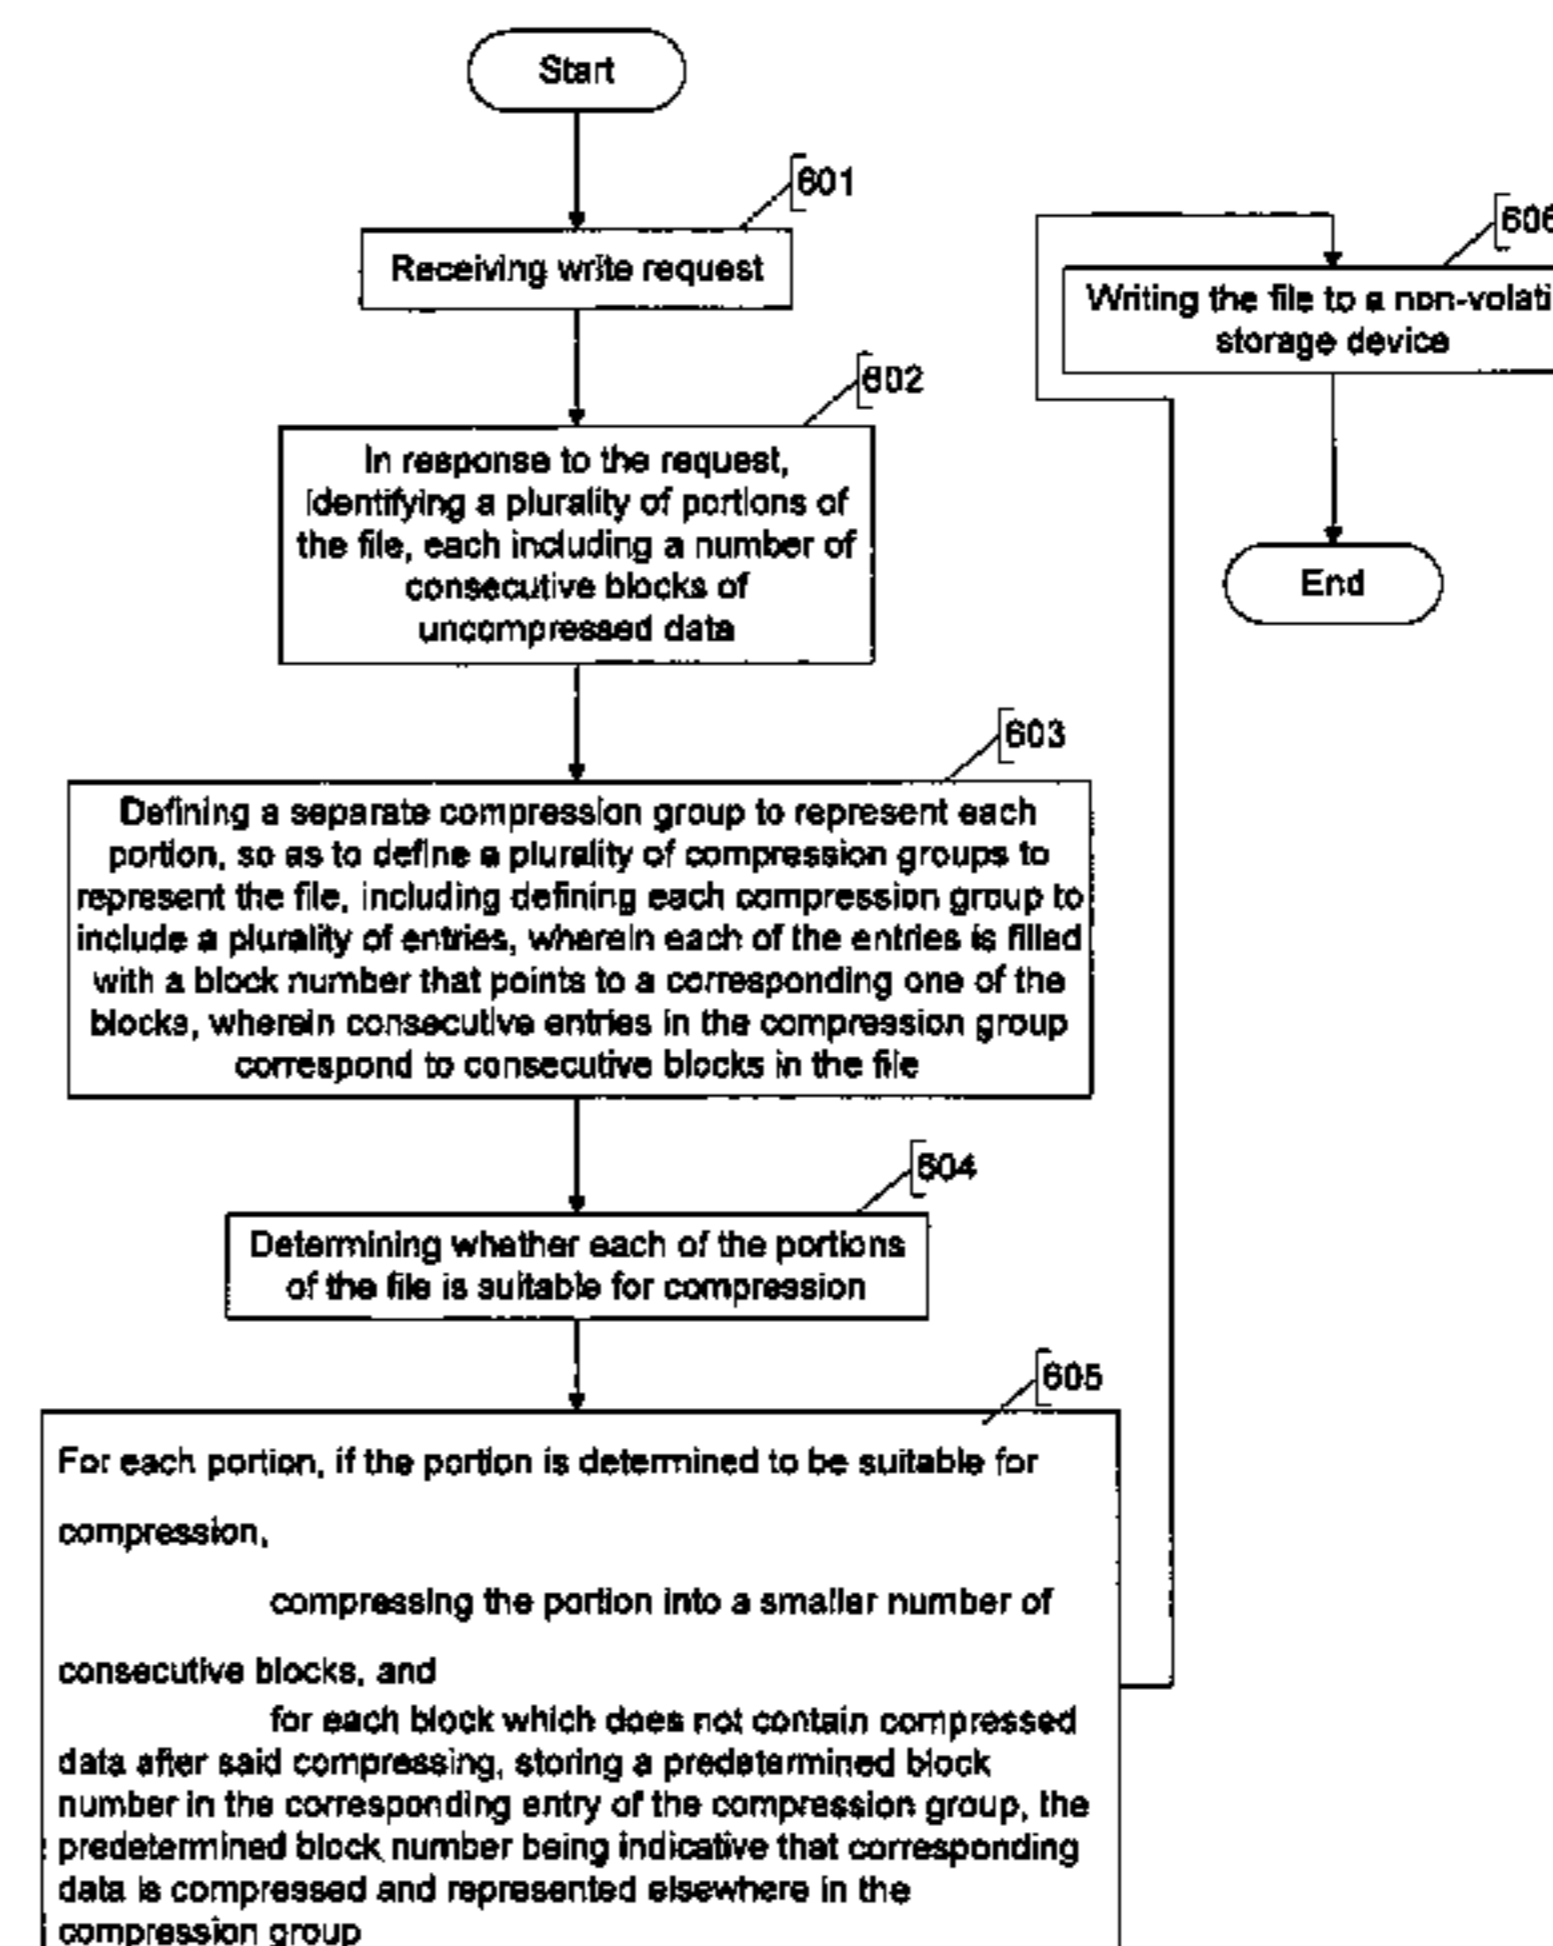 Start
601
Receiving write request
602
In response to the request,
identifying a plurality of portions of
the file, each including a number of
consecutive blocks of
uncompressed data
603
Defining a separate compression group to represent each
portion, so as to define a plurality of compression groups to
represent the file, including defining each compression group to
include a plurality of entries, wherein each of the entries is filled
with a block number that points to a corresponding one of the
blocks, wherein consecutive entries in the compression group
correspond to consecutive blocks in the file
604
Determining whether each of the portions
of the file is suitable for compression
605
For each portion, if the portion is determined to be suitable for
compression,
compressing the portion into a smaller number of
consecutive blocks, and
for each block which does not contain compressed
data after said compressing, storing a predetermined block
number in the corresponding entry of the compression group, the
predetermined block number being indicative that corresponding
data is compressed and represented elsewhere in the
compression group
606
Writing the file to a non-volati
storage device
End